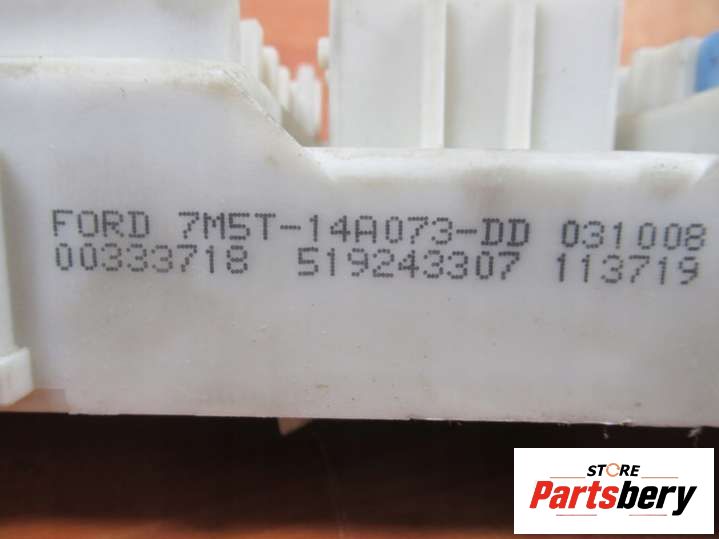 FORD 7M5T-14A073-DD 031008
00333718 519243307 113719
STORE
Partsbery